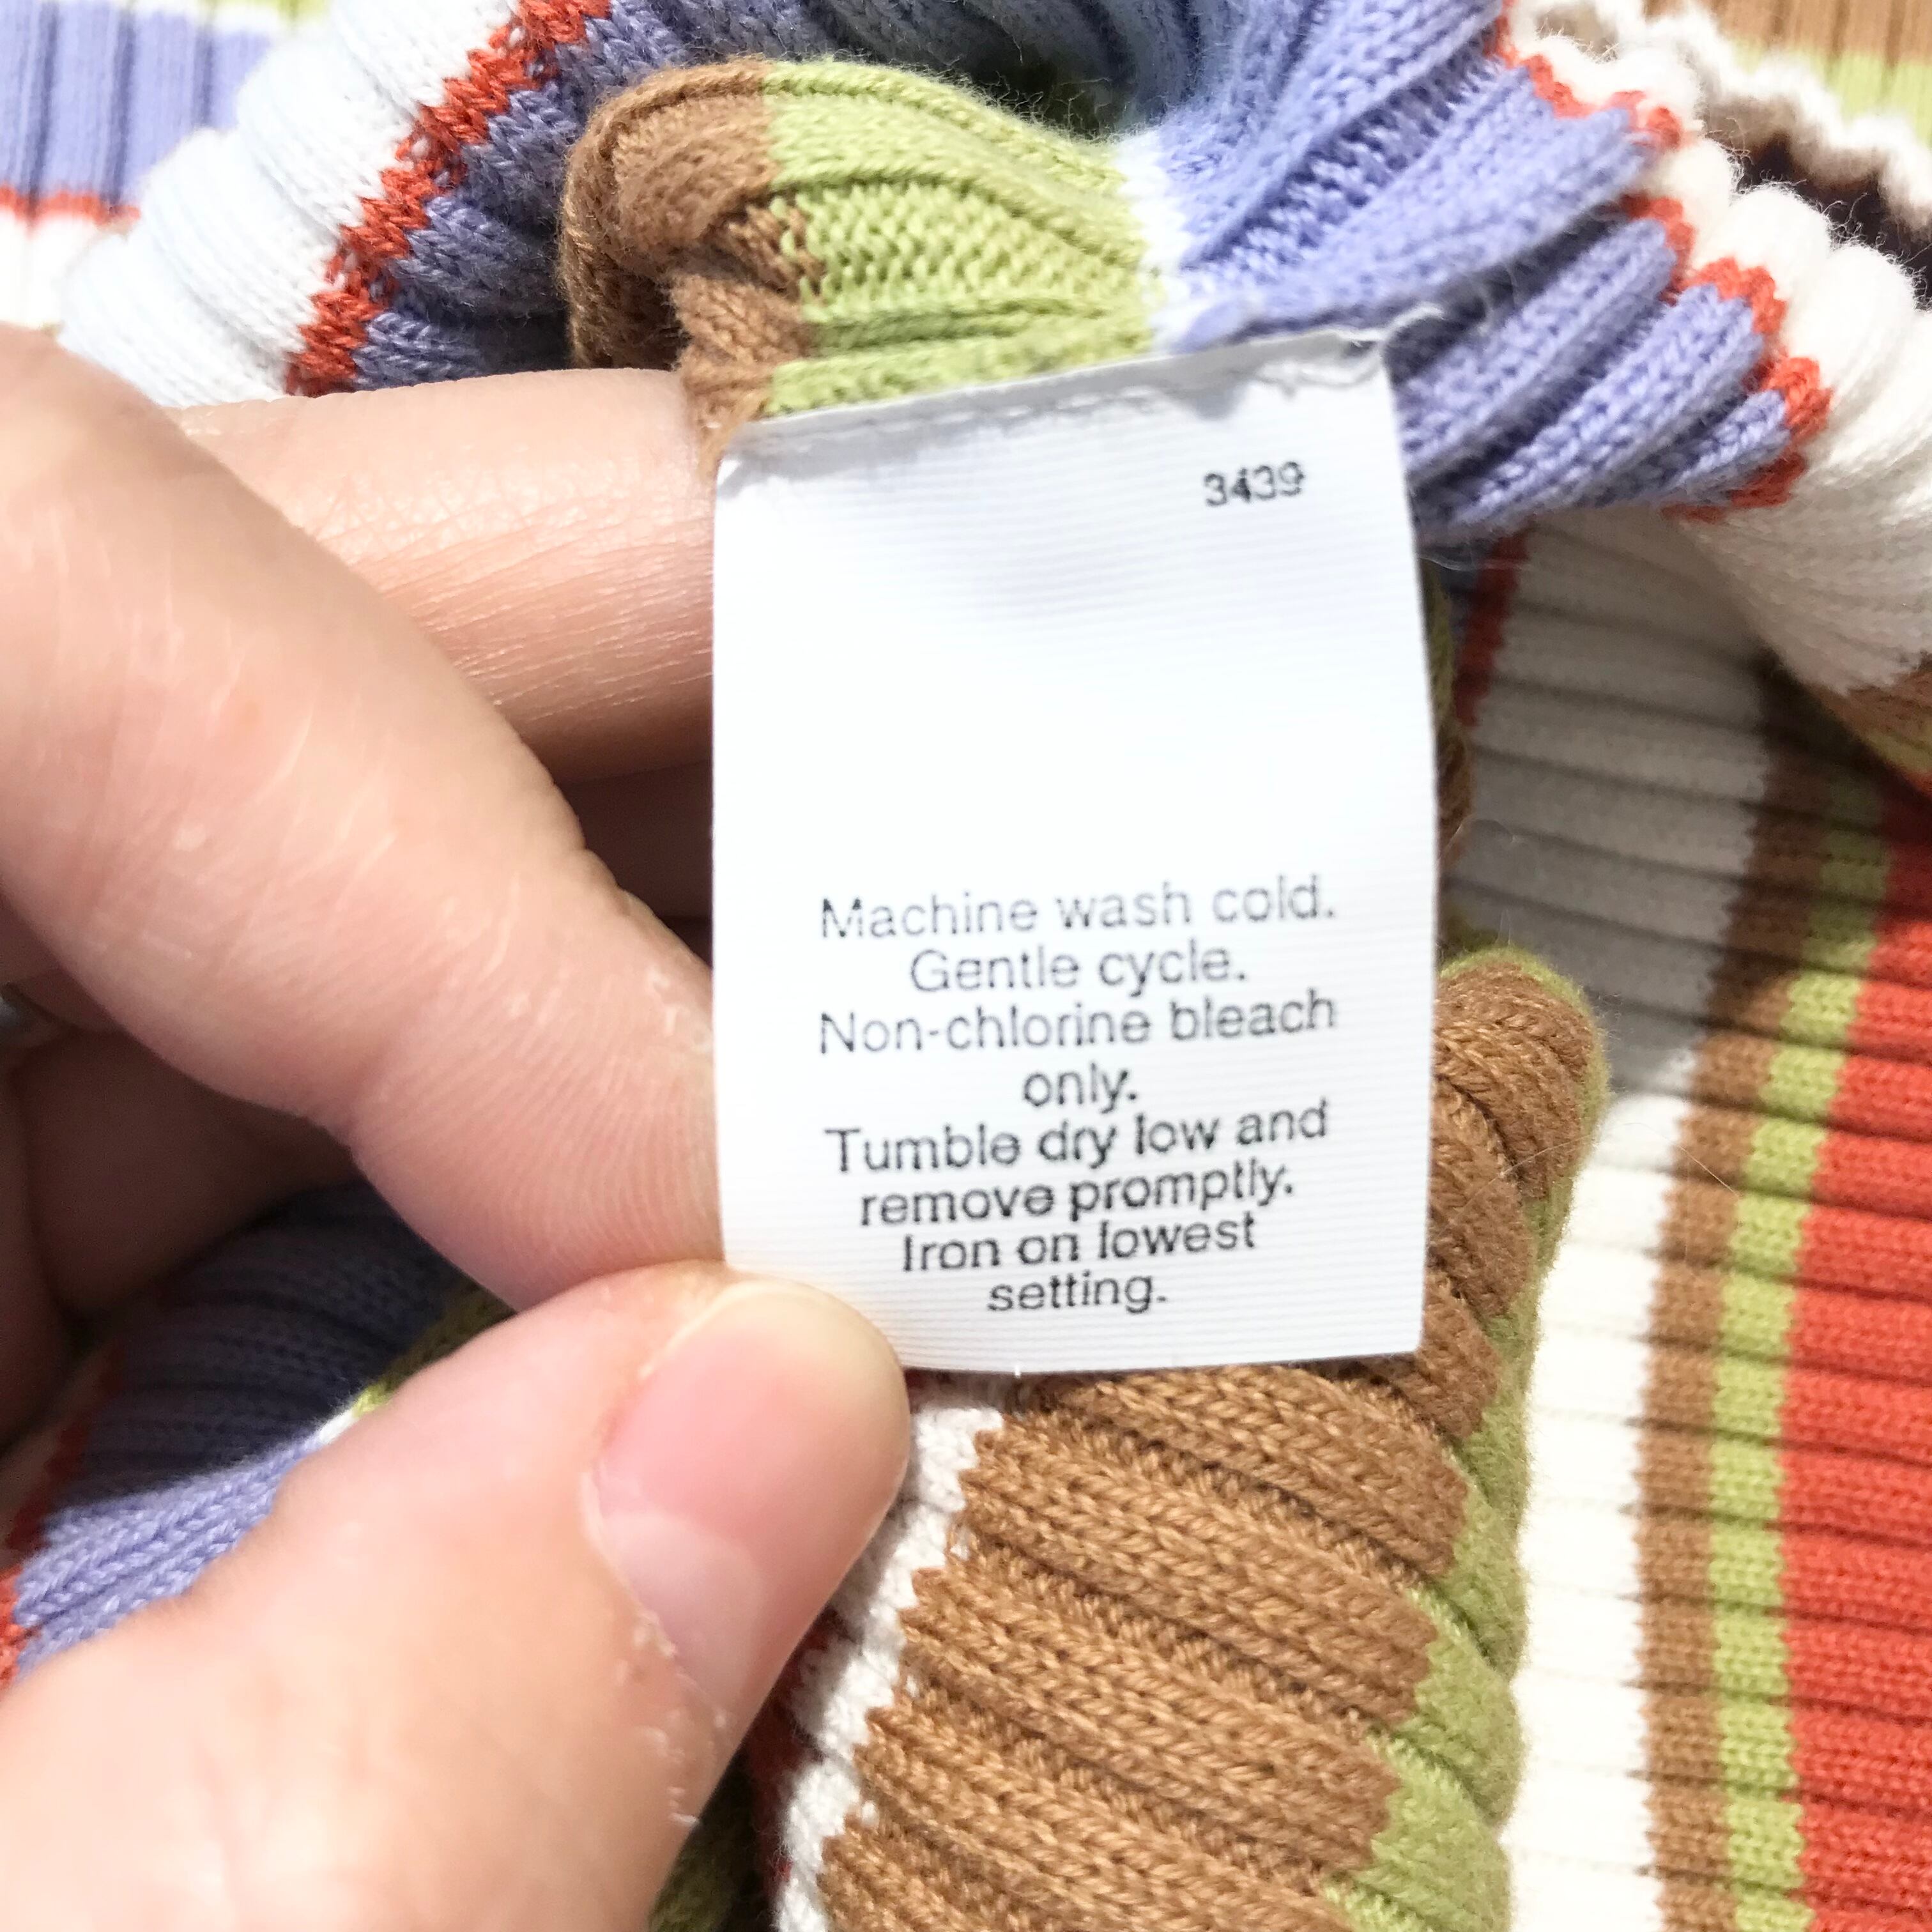 3439
Machine wash cold.
Gentle cycle.
Non-chlorine bleach
only.
Tumble dry low and
remove promptly.
Iron on lowest
setting.